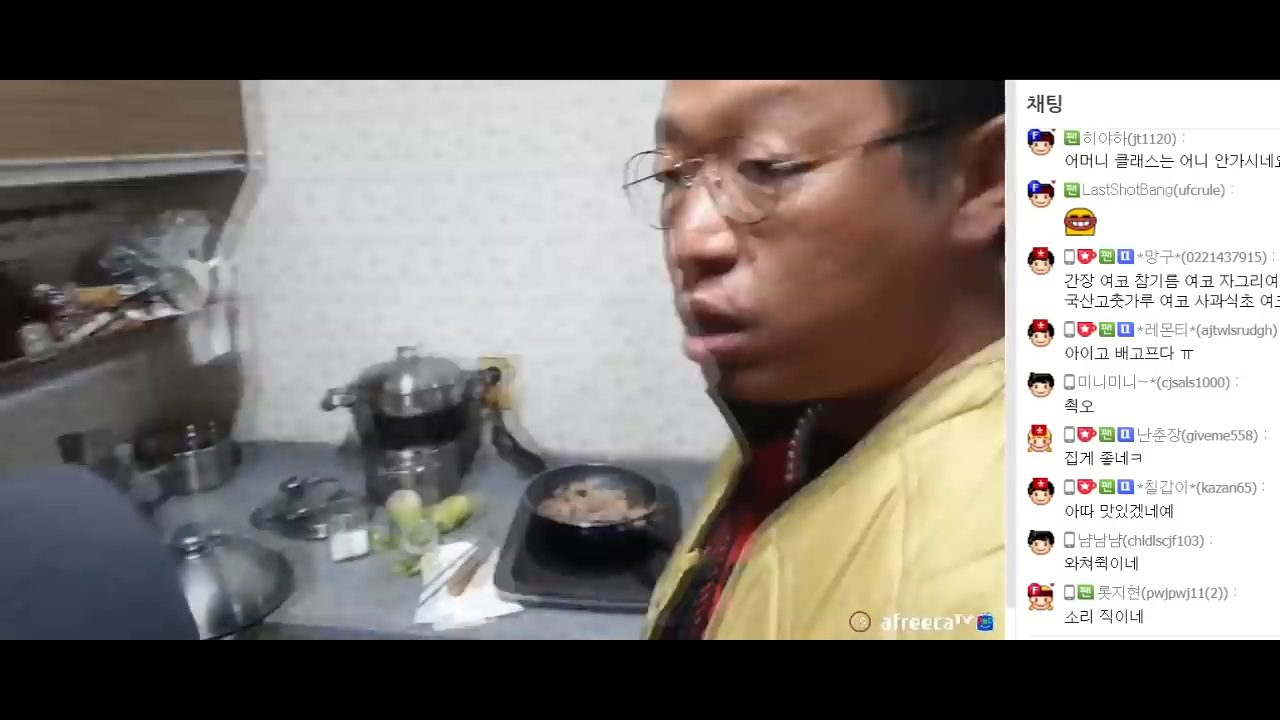 채팅
히야하(jt1120) :
어머니 클래스는 어니 안가시네요
LastShotBang(ufcrule) :
*망구*(0221437915) :
간장 여코 참기름 여코 자그리여
국산고춧가루 여코 사과식초 여코
*레몬티*(ajtwlsrudgh)
아이고 배고프다 ㅠ
미니미니~*(cjsals1000) :
췩오
난춘장(giveme558) :
집게 좋네ㅋ
*칠갑이*(kazan65) :
아따 맛있겠네예
냠남냠(chldlscjf103) :
와쳐쥑이네
롯지현(pwjpwj11(2)) :
소리 직이네
afreecaTV